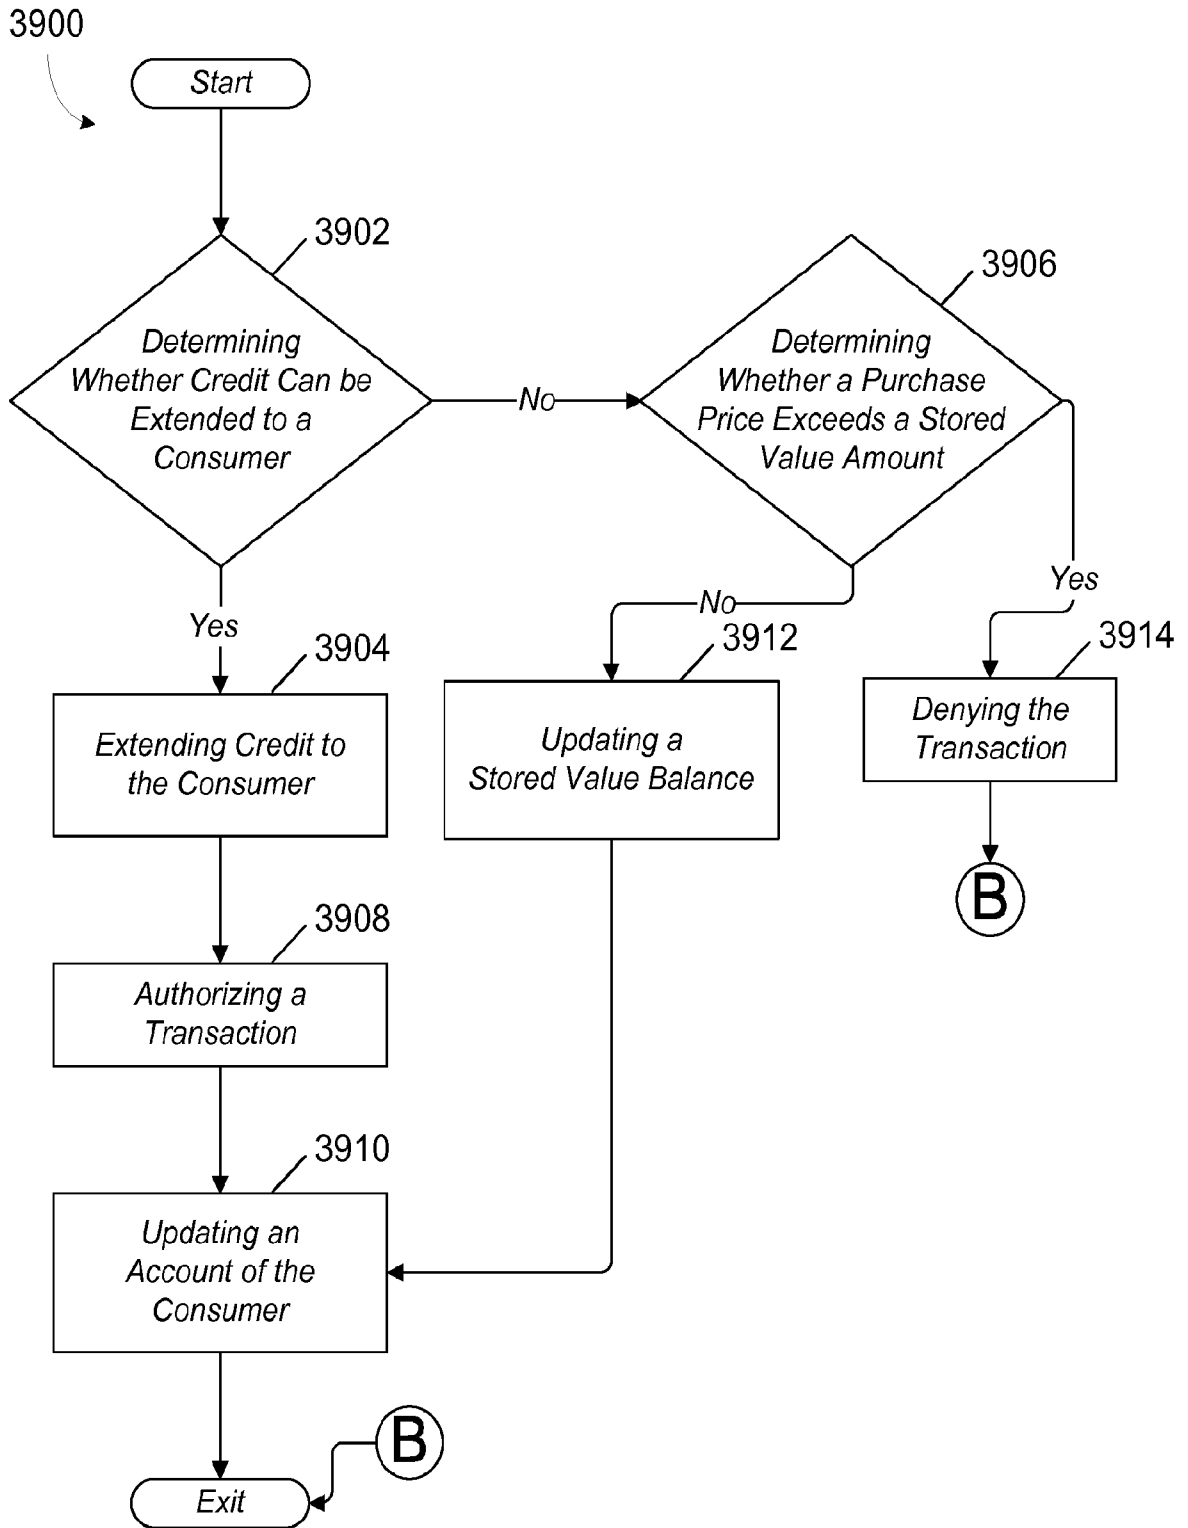 3900
Start
3902
Determining
Whether Credit Can be
Extended to a
Consumer
No
3906
Determining
Whether a Purchase
Price Exceeds a Stored
Value Amount
Yes
3904
Extending Credit to
the Consumer
No
3912
Updating a
Stored Value Balance
Yes
3914
Denying the
Transaction
B
3908
Authorizing a
Transaction
3910
Updating an
Account of the
Consumer
B
Exit